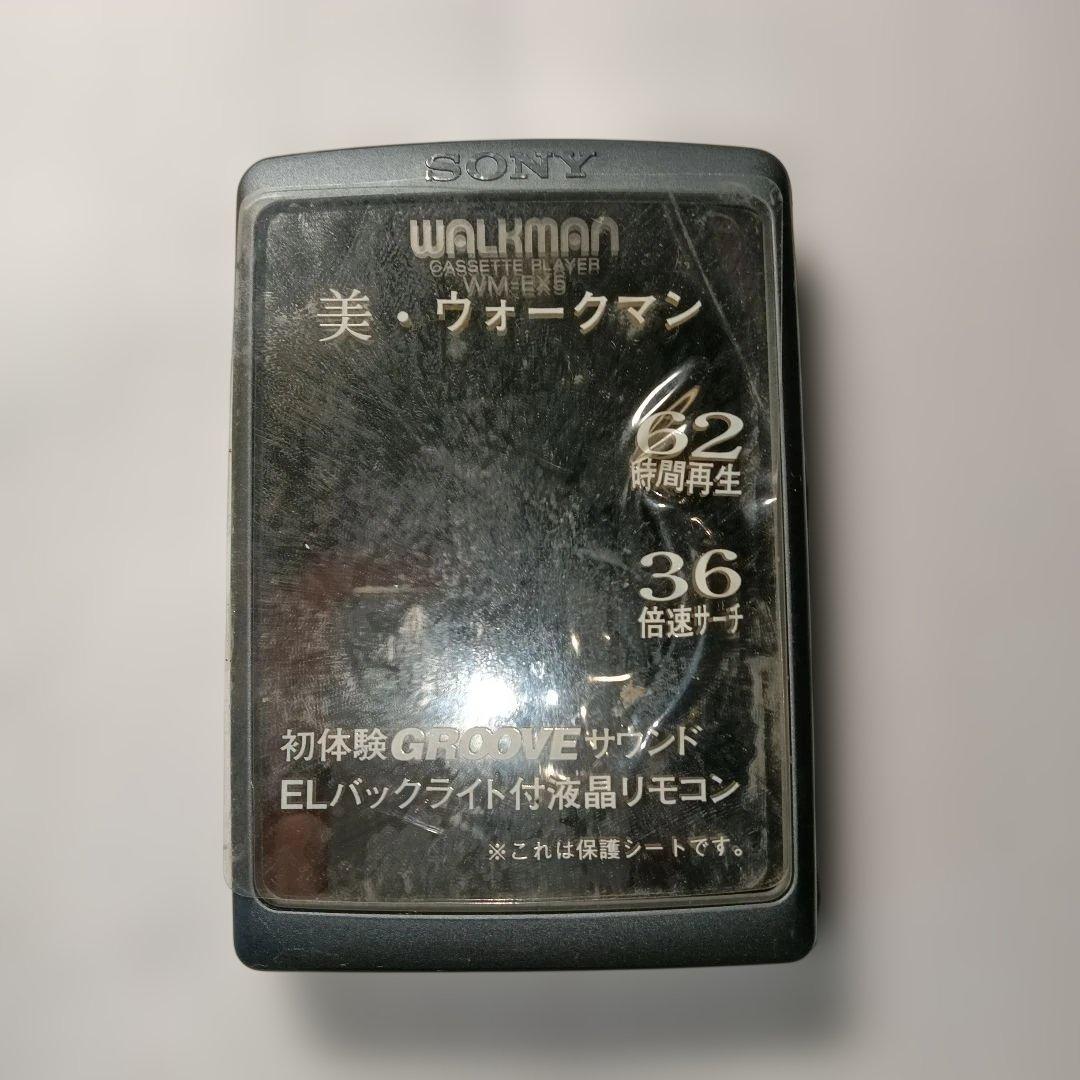 SONY
WALKMAN
CASSETTE PLAYER
WM-EX5
美・ウォークマン
62
時間再生
36
倍速サーチ
初体験GROOVEサウンド
ELバックライト付液晶リモコン
※これは保護シートです。